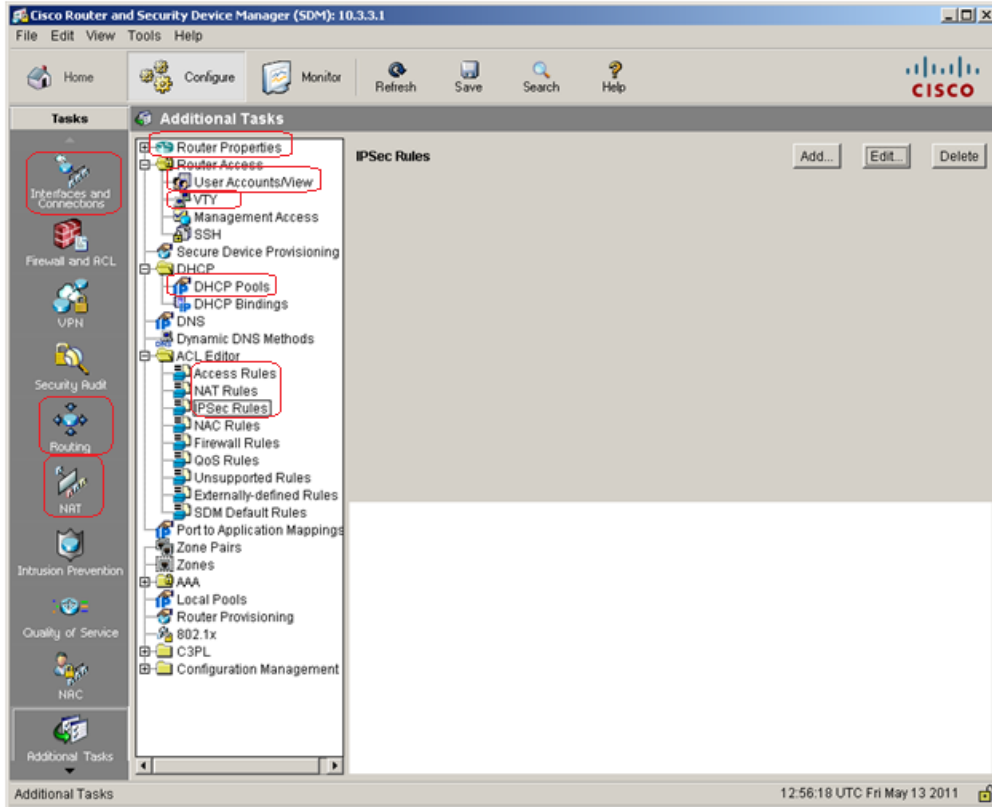 Cisco Router and Security Device Manager (SDM): 10.3.3.1
File Edit View Tools Help
Home Configure Monitor Refresh Save Search Help
CISCO
Tasks
Interfaces and Connections
Firewall and ACL
VPN
Security Audit
Routing
NAT
Intrusion Prevention
Quality of Service
NAC
Additional Tasks
Additional Tasks
Router Properties
Router Access
User Accounts/View
VTY
Management Access
SSH
Secure Device Provisioning
DHCP
DHCP Pools
DHCP Bindings
DNS
Dynamic DNS Methods
ACL Editor
Access Rules
NAT Rules
IPSec Rules
NAC Rules
Firewall Rules
QoS Rules
Unsupported Rules
Externally-defined Rules
SDM Default Rules
Port to Application Mappings
Zone Pairs
Zones
AAA
Local Pools
Router Provisioning
802.1x
C3PL
Configuration Management
IPSec Rules
Add... Edit... Delete
Additional Tasks
12:56:18 UTC Fri May 13 2011